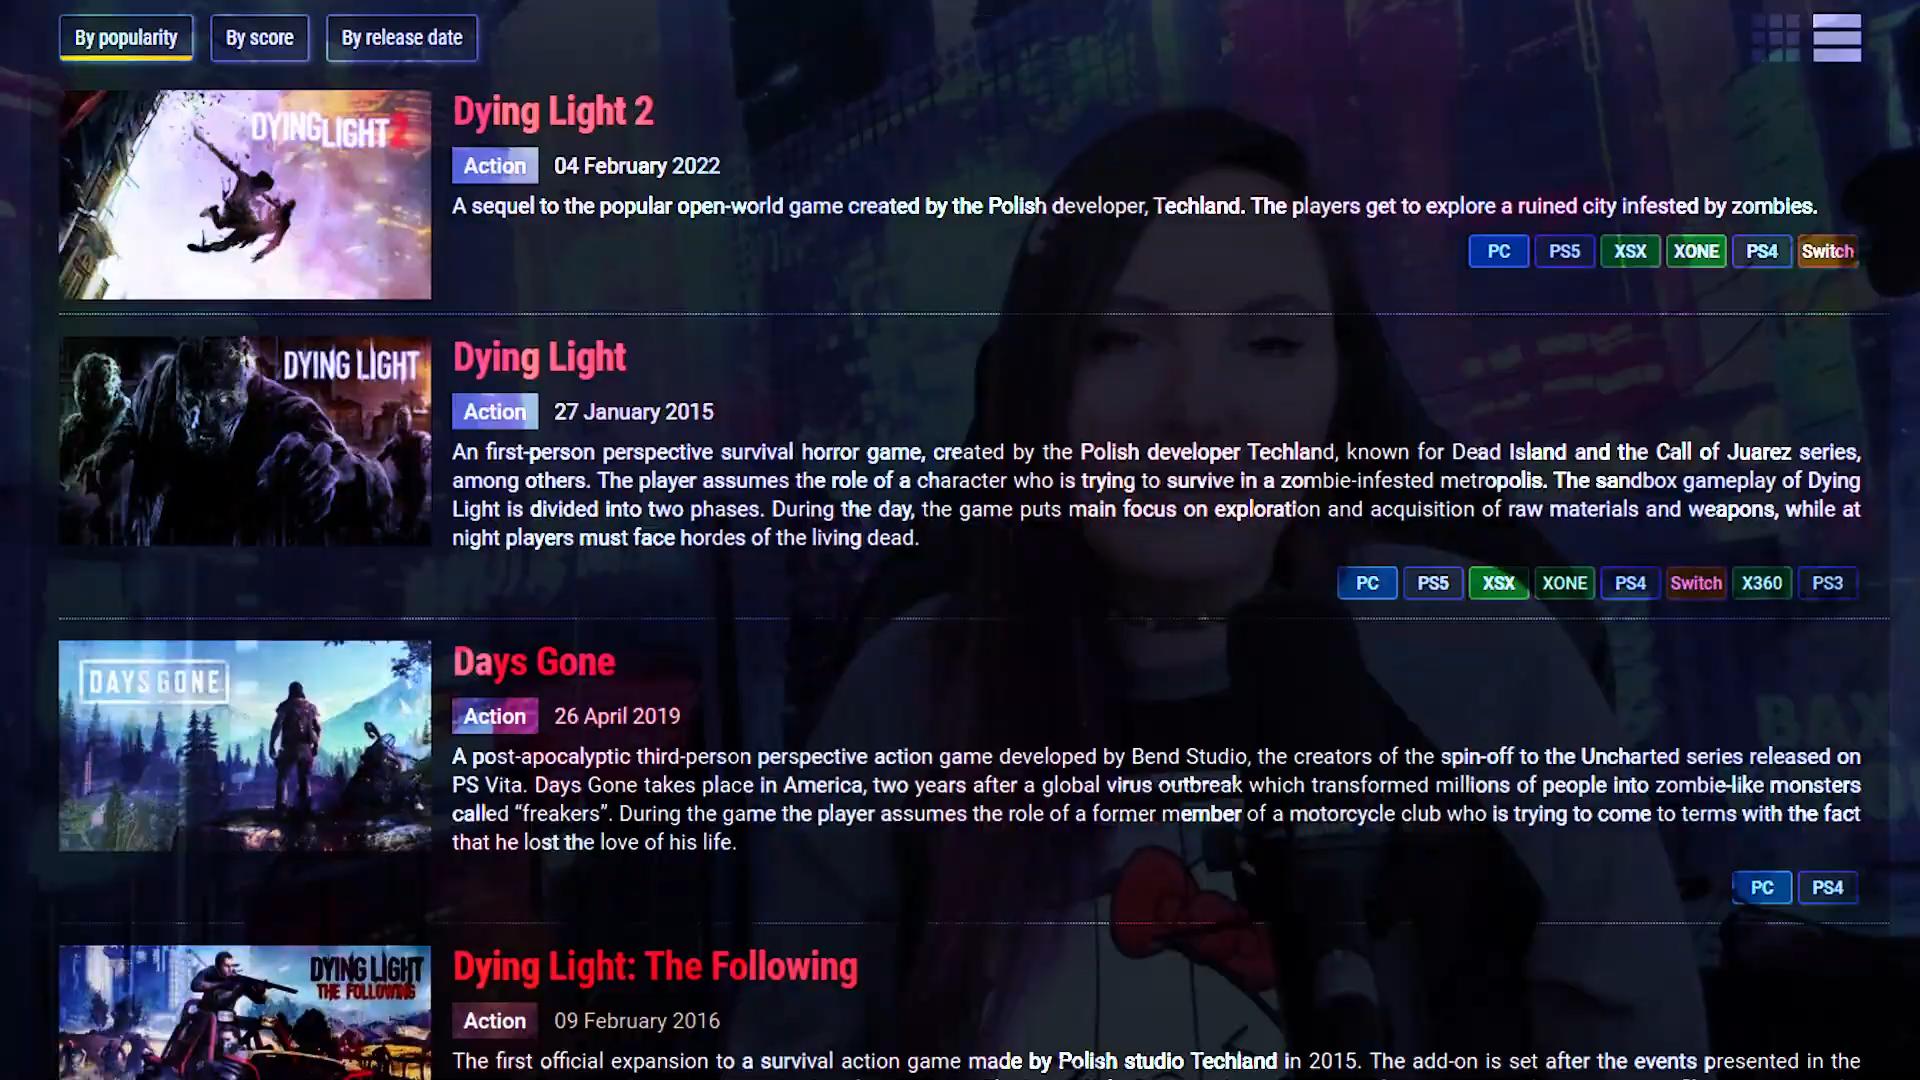 By popularity By score By release date
DYING LIGHT 2
Dying Light 2
Action 04 February 2022
A sequel to the popular open-world game created by the Polish developer, Techland. The players get to explore a ruined city infested by zombies.
PC PS5 XSX XONE PS4 Switch
DYING LIGHT
Dying Light
Action 27 January 2015
An first-person perspective survival horror game, created by the Polish developer Techland, known for Dead Island and the Call of Juarez series,
among others. The player assumes the role of a character who is trying to survive in a zombie-infested metropolis. The sandbox gameplay of Dying
Light is divided into two phases. During the day, the game puts main focus on exploration and acquisition of raw materials and weapons, while at
night players must face hordes of the living dead.
PC PS5 XSX XONE PS4 Switch X360 PS3
DAYS GONE
Days Gone
Action 26 April 2019
A post-apocalyptic third-person perspective action game developed by Bend Studio, the creators of the spin-off to the Uncharted series released on
PS Vita. Days Gone takes place in America, two years after a global virus outbreak which transformed millions of people into zombie-like monsters
called “freakers”. During the game the player assumes the role of a former member of a motorcycle club who is trying to come to terms with the fact
that he lost the love of his life.
PC PS4
DYING LIGHT
THE FOLLOWING
Dying Light: The Following
Action 09 February 2016
The first official expansion to a survival action game made by Polish studio Techland in 2015. The add-on is set after the events presented in the